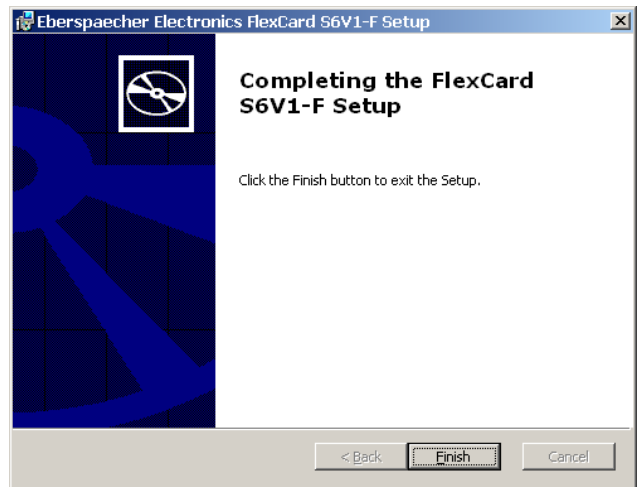 Eberspaecher Electronics FlexCard S6V1-F Setup
Completing the FlexCard
S6V1-F Setup
Click the Finish button to exit the Setup.
< Back
Finish
Cancel